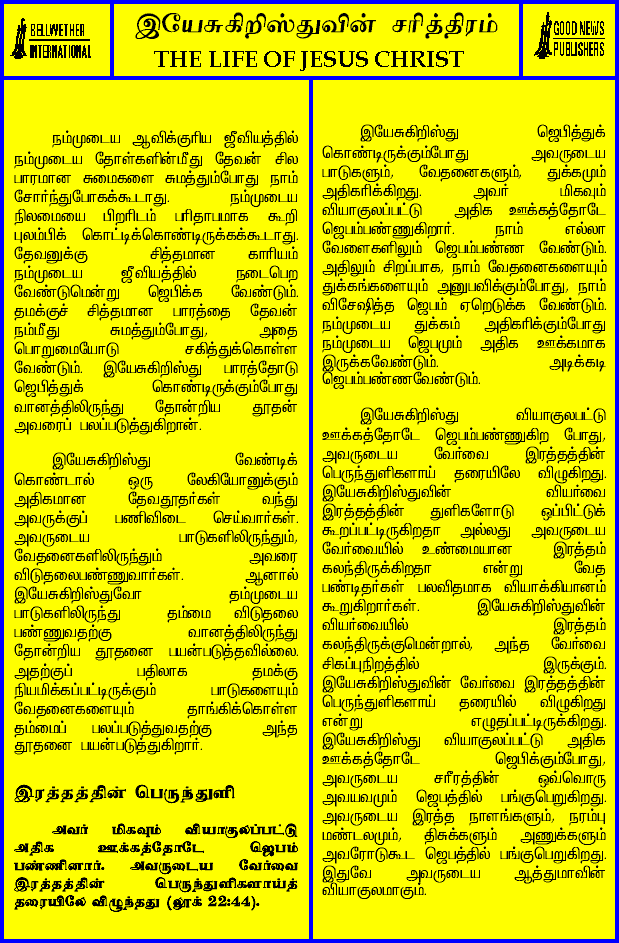 BELLWETHER
INTERNATIONAL
இயேசுகிறிஸ்துவின் சரித்திரம்
THE LIFE OF JESUS CHRIST
GOOD NEWS
PUBLISHERS
நம்முடைய ஆவிக்குரிய ஜீவியத்தில்
நம்முடைய தோள்களின்மீது தேவன் சில
பாரமான சுமைகளை சுமத்தும்போது நாம்
சோர்ந்துபோகக்கூடாது. நம்முடைய
நிலமையை பிறரிடம் பரிதாபமாக கூறி
புலம்பிக் கொட்டிக்கொண்டிருக்கக்கூடாது.
தேவனுக்கு சித்தமான காரியம்
நம்முடைய ஜீவியத்தில் நடைபெற
வேண்டுமென்று ஜெபிக்க வேண்டும்.
தமக்குச் சித்தமான பாரத்தை தேவன்
நம்மீது சுமத்தும்போது, அதை
பொறுமையோடு சகித்துக்கொள்ள
வேண்டும். இயேசுகிறிஸ்து பாரத்தோடு
ஜெபித்துக் கொண்டிருக்கும்போது
வானத்திலிருந்து தோன்றிய தூதன்
அவரைப் பலப்படுத்துகிறான்.
இயேசுகிறிஸ்து வேண்டிக்
கொண்டால் ஒரு லேகியோனுக்கும்
அதிகமான தேவதூதர்கள் வந்து
அவருக்குப் பணிவிடை செய்வார்கள்.
அவருடைய பாடுகளிலிருந்தும்,
வேதனைகளிலிருந்தும் அவரை
விடுதலைபண்ணுவார்கள். ஆனால்
இயேசுகிறிஸ்துவோ தம்முடைய
பாடுகளிலிருந்து தம்மை விடுதலை
பண்ணுவதற்கு வானத்திலிருந்து
தோன்றிய தூதனை பயன்படுத்தவில்லை.
அதற்குப் பதிலாக தமக்கு
நியமிக்கப்பட்டிருக்கும் பாடுகளையும்
வேதனைகளையும் தாங்கிக்கொள்ள
தம்மைப் பலப்படுத்துவதற்கு அந்த
தூதனை பயன்படுத்துகிறார்.
இரத்தத்தின் பெருந்துளி
அவர் மிகவும் வியாகுலப்பட்டு
அதிக ஊக்கத்தோடே ஜெபம்
பண்ணினார். அவருடைய வேர்வை
இரத்தத்தின் பெருந்துளிகளாய்த்
தரையிலே விழுந்தது (லூக் 22:44).
இயேசுகிறிஸ்து ஜெபித்துக்
கொண்டிருக்கும்போது அவருடைய
பாடுகளும், வேதனைகளும், துக்கமும்
அதிகரிக்கிறது. அவர் மிகவும்
வியாகுலப்பட்டு அதிக ஊக்கத்தோடே
ஜெபம்பண்ணுகிறார். நாம் எல்லா
வேளைகளிலும் ஜெபம்பண்ண வேண்டும்.
அதிலும் சிறப்பாக, நாம் வேதனைகளையும்
துக்கங்களையும் அனுபவிக்கும்போது, நாம்
விசேஷித்த ஜெபம் ஏறெடுக்க வேண்டும்.
நம்முடைய துக்கம் அதிகரிக்கும்போது
நம்முடைய ஜெபமும் அதிக ஊக்கமாக
இருக்கவேண்டும். அடிக்கடி
ஜெபம்பண்ணவேண்டும்.
இயேசுகிறிஸ்து வியாகுலபட்டு
ஊக்கத்தோடே ஜெபம்பண்ணுகிற போது,
அவருடைய வேர்வை இரத்தத்தின்
பெருந்துளிகளாய் தரையிலே விழுகிறது.
இயேசுகிறிஸ்துவின் வியர்வை
இரத்தத்தின் துளிகளோடு ஒப்பிட்டுக்
கூறப்பட்டிருக்கிறதா அல்லது அவருடைய
வேர்வையில் உண்மையான இரத்தம்
கலந்திருக்கிறதா என்று வேத
பண்டிதர்கள் பலவிதமாக வியாக்கியானம்
கூறுகிறார்கள். இயேசுகிறிஸ்துவின்
வியர்வையில் இரத்தம்
கலந்திருக்குமென்றால், அந்த வேர்வை
சிகப்புநிறத்தில் இருக்கும்.
இயேசுகிறிஸ்துவின் வேர்வை இரத்தத்தின்
பெருந்துளிகளாய் தரையில் விழுகிறது
என்று எழுதப்பட்டிருக்கிறது.
இயேசுகிறிஸ்து வியாகுலப்பட்டு அதிக
ஊக்கத்தோடே ஜெபிக்கும்போது,
அவருடைய சரீரத்தின் ஒவ்வொரு
அவயவமும் ஜெபத்தில் பங்குபெறுகிறது.
அவருடைய இரத்த நாளங்களும், நரம்பு
மண்டலமும், திசுக்களும் அணுக்களும்
அவரோடுகூட ஜெபத்தில் பங்குபெறுகிறது.
இதுவே அவருடைய ஆத்துமாவின்
வியாகுலமாகும்.